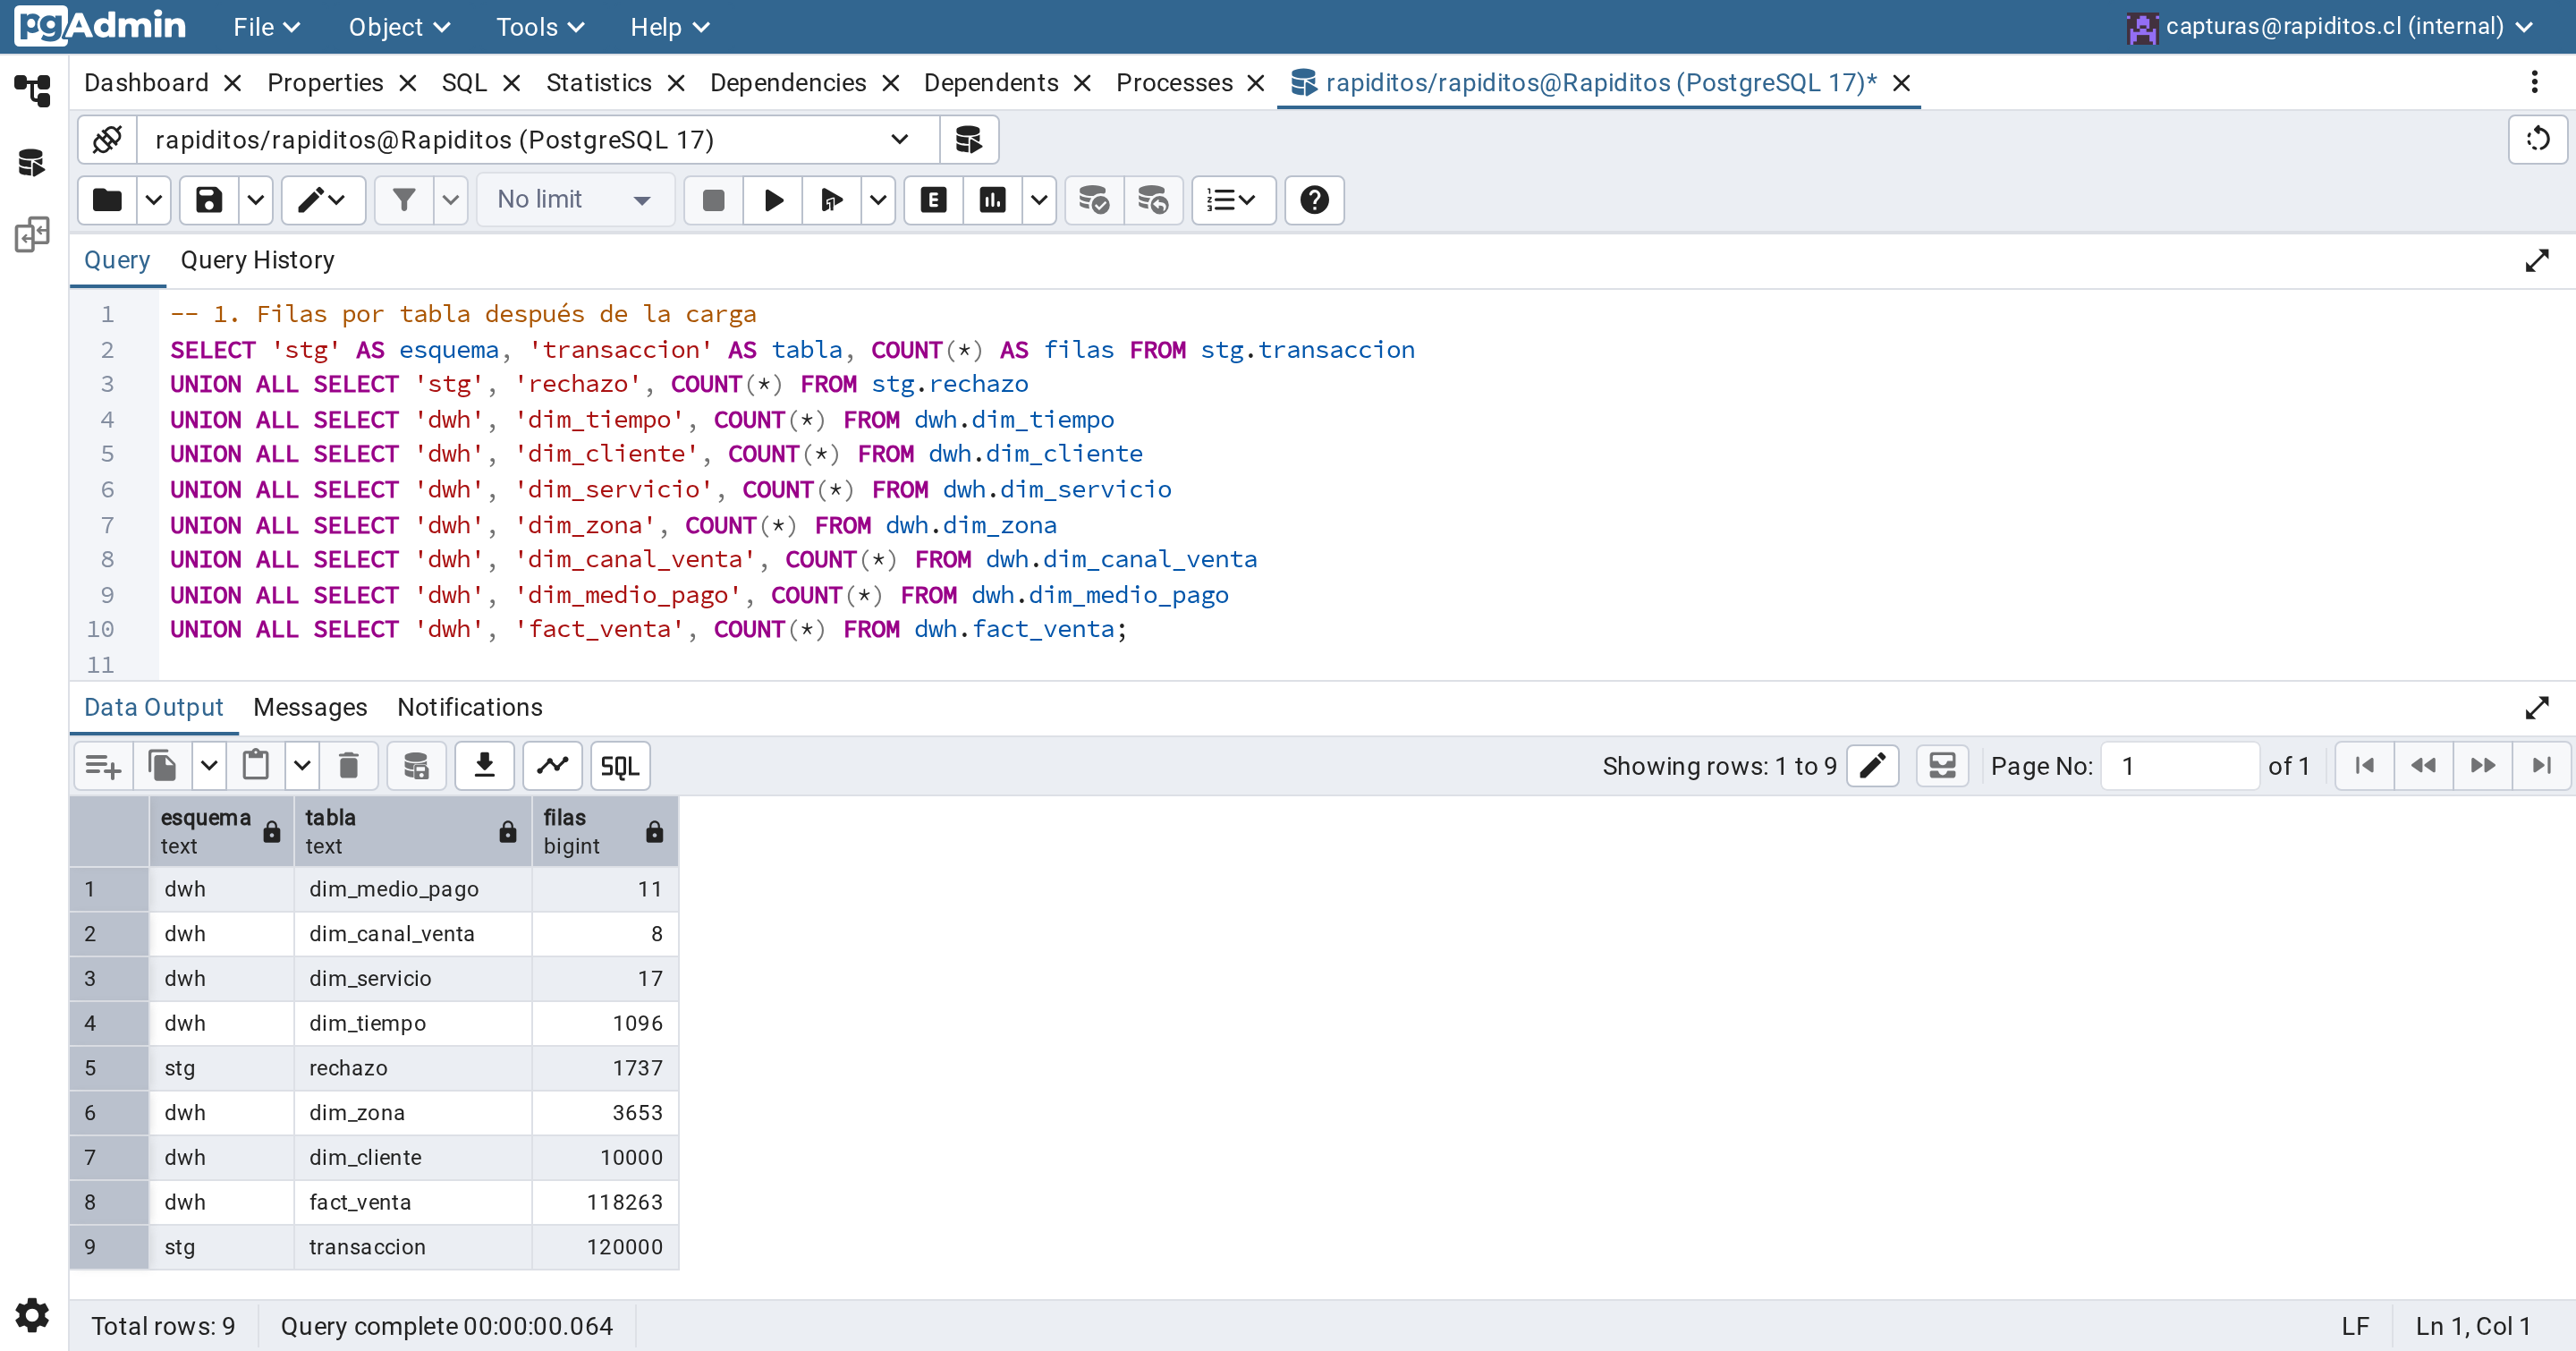 pgAdmin File Object Tools Help capturas@rapiditos.cl (internal)
Dashboard Properties SQL Statistics Dependencies Dependents Processes rapiditos/rapiditos@Rapiditos (PostgreSQL 17)*
rapiditos/rapiditos@Rapiditos (PostgreSQL 17)
No limit E
Query Query History
1 -- 1. Filas por tabla después de la carga
2 SELECT 'stg' AS esquema, 'transaccion' AS tabla, COUNT(*) AS filas FROM stg.transaccion
3 UNION ALL SELECT 'stg', 'rechazo', COUNT(*) FROM stg.rechazo
4 UNION ALL SELECT 'dwh', 'dim_tiempo', COUNT(*) FROM dwh.dim_tiempo
5 UNION ALL SELECT 'dwh', 'dim_cliente', COUNT(*) FROM dwh.dim_cliente
6 UNION ALL SELECT 'dwh', 'dim_servicio', COUNT(*) FROM dwh.dim_servicio
7 UNION ALL SELECT 'dwh', 'dim_zona', COUNT(*) FROM dwh.dim_zona
8 UNION ALL SELECT 'dwh', 'dim_canal_venta', COUNT(*) FROM dwh.dim_canal_venta
9 UNION ALL SELECT 'dwh', 'dim_medio_pago', COUNT(*) FROM dwh.dim_medio_pago
10 UNION ALL SELECT 'dwh', 'fact_venta', COUNT(*) FROM dwh.fact_venta;
11
Data Output Messages Notifications
SQL Showing rows: 1 to 9 Page No: 1 of 1
esquema tabla filas
text text bigint
1 dwh dim_medio_pago 11
2 dwh dim_canal_venta 8
3 dwh dim_servicio 17
4 dwh dim_tiempo 1096
5 stg rechazo 1737
6 dwh dim_zona 3653
7 dwh dim_cliente 10000
8 dwh fact_venta 118263
9 stg transaccion 120000
Total rows: 9 Query complete 00:00:00.064 LF Ln 1, Col 1